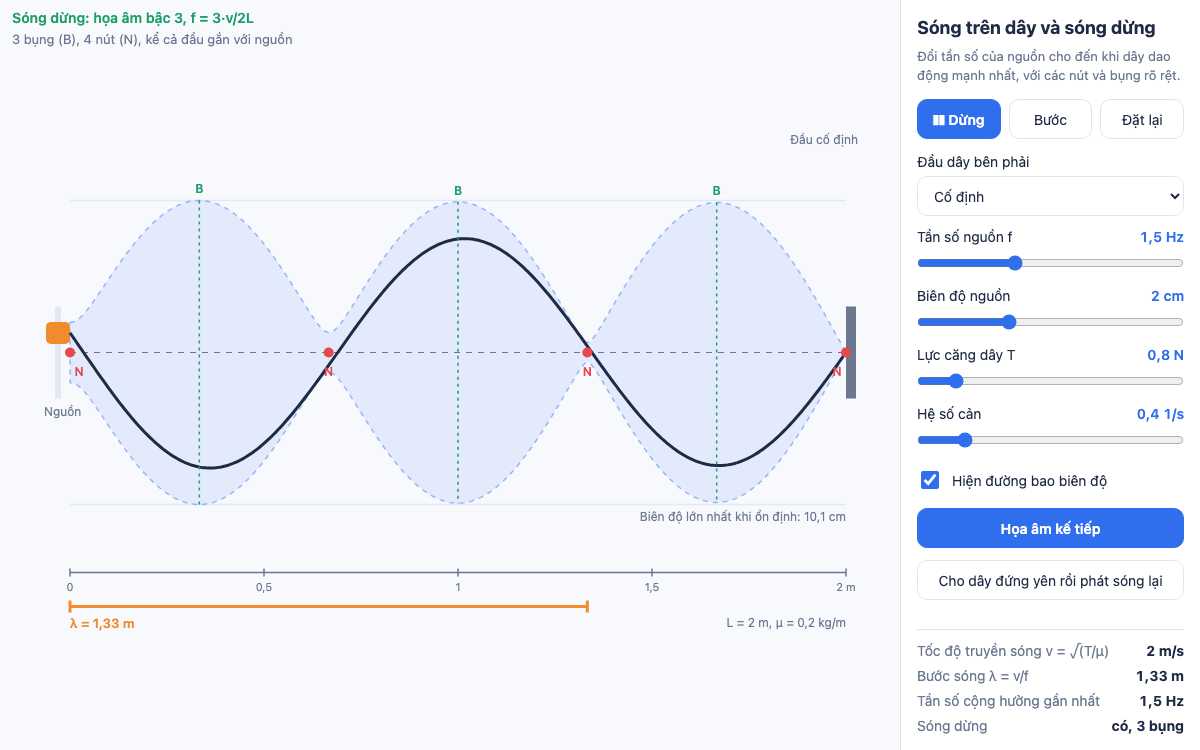 Sóng dừng: họa âm bậc 3, f = 3·v/2L
3 bụng (B), 4 nút (N), kể cả đầu gắn với nguồn
Đầu cố định
B
B
B
N
N
N
N
Nguồn
Biên độ lớn nhất khi ổn định: 10,1 cm
0
0,5
1
1,5
2 m
λ = 1,33 m
L = 2 m, μ = 0,2 kg/m
Sóng trên dây và sóng dừng
Đổi tần số của nguồn cho đến khi dây dao
động mạnh nhất, với các nút và bụng rõ rệt.
Dừng
Bước
Đặt lại
Đầu dây bên phải
Cố định
Tần số nguồn f 1,5 Hz
Biên độ nguồn 2 cm
Lực căng dây T 0,8 N
Hệ số cản 0,4 1/s
Hiện đường bao biên độ
Họa âm kế tiếp
Cho dây đứng yên rồi phát sóng lại
Tốc độ truyền sóng v = √(T/μ) 2 m/s
Bước sóng λ = v/f 1,33 m
Tần số cộng hưởng gần nhất 1,5 Hz
Sóng dừng có, 3 bụng